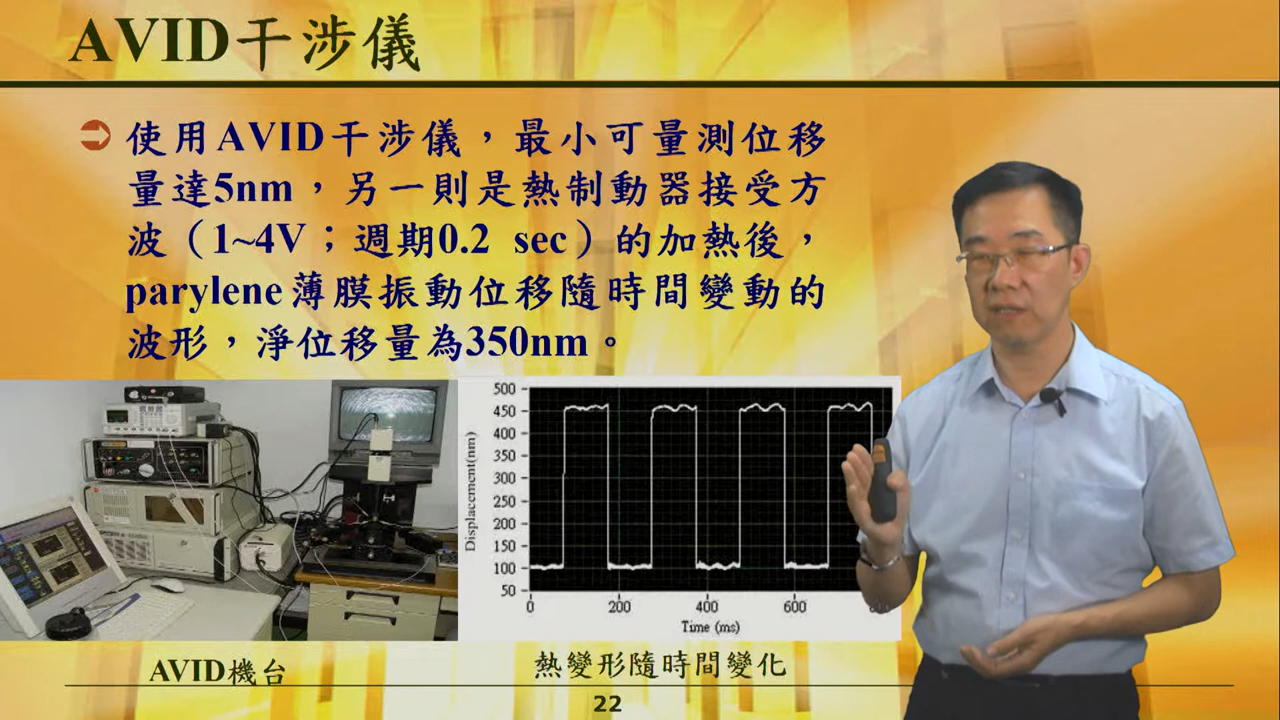 AVID干涉儀
使用AVID干涉儀，最小可量測位移
量達5nm，另一則是熱制動器接受方
波（1~4V；週期0.2 sec）的加熱後，
parylene薄膜振動位移隨時間變動的
波形，淨位移量為350nm。
500
450
400
350
300
250
200
150
100
50
Displacement(nm)
0 200 400 600
Time (ms)
AVID機台
熱變形隨時間變化
22